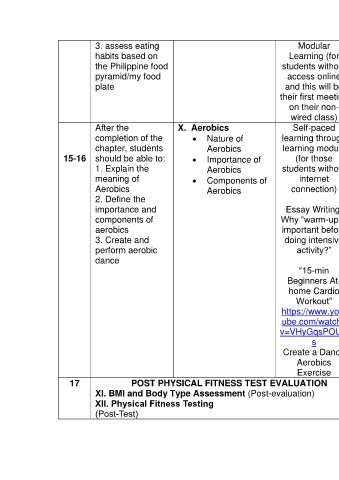 3. assess eating
habits based on
the Philippine food
pyramid/my food
plate
Modular
Learning (for
students witho
access online
and this will b
their first meeti
on their non-
wired class)
15-16
After the
completion of the
chapter, students
should be able to:
1. Explain the
meaning of
Aerobics
2. Define the
importance and
components of
aerobics
3. Create and
perform aerobic
dance
X. Aerobics
• Nature of
Aerobics
• Importance of
Aerobics
• Components of
Aerobics
Self-paced
learning throug
learning modu
(for those
students witho
internet
connection)
Essay Writing
Why “warm-up
important befo
doing intensiv
activity?”
“15-min
Beginners At-
home Cardio
Workout”
https://www.yo
ube.com/watch
v=VHyGqsPOU
s
Create a Danc
Aerobics
Exercise
17
POST PHYSICAL FITNESS TEST EVALUATION
XI. BMI and Body Type Assessment (Post-evaluation)
XII. Physical Fitness Testing
(Post-Test)